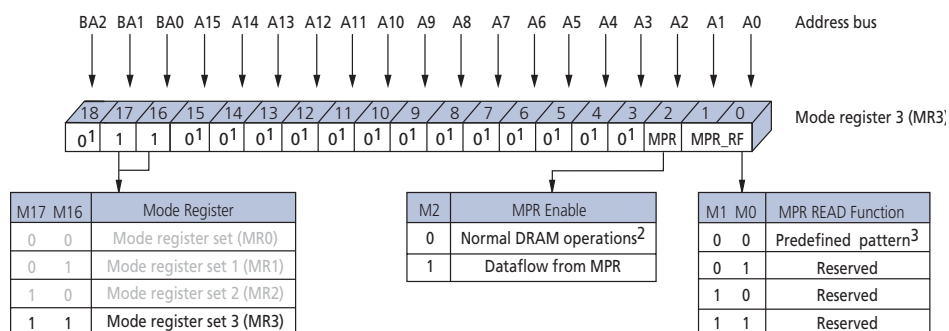 BA2 BA1 BA0 A15 A14 A13 A12 A11 A10 A9 A8 A7 A6 A5 A4 A3 A2 A1 A0 Address bus
18 17 16 15 14 13 12 11 10 9 8 7 6 5 4 3 2 1 0
Mode register 3 (MR3)
0¹ 1 1 0¹ 0¹ 0¹ 0¹ 0¹ 0¹ 0¹ 0¹ 0¹ 0¹ 0¹ 0¹ 0¹ MPR MPR_RF
M17 M16 Mode Register
0 0 Mode register set (MR0)
0 1 Mode register set 1 (MR1)
1 0 Mode register set 2 (MR2)
1 1 Mode register set 3 (MR3)
M2 MPR Enable
0 Normal DRAM operations²
1 Dataflow from MPR
M1 M0 MPR READ Function
0 0 Predefined pattern³
0 1 Reserved
1 0 Reserved
1 1 Reserved